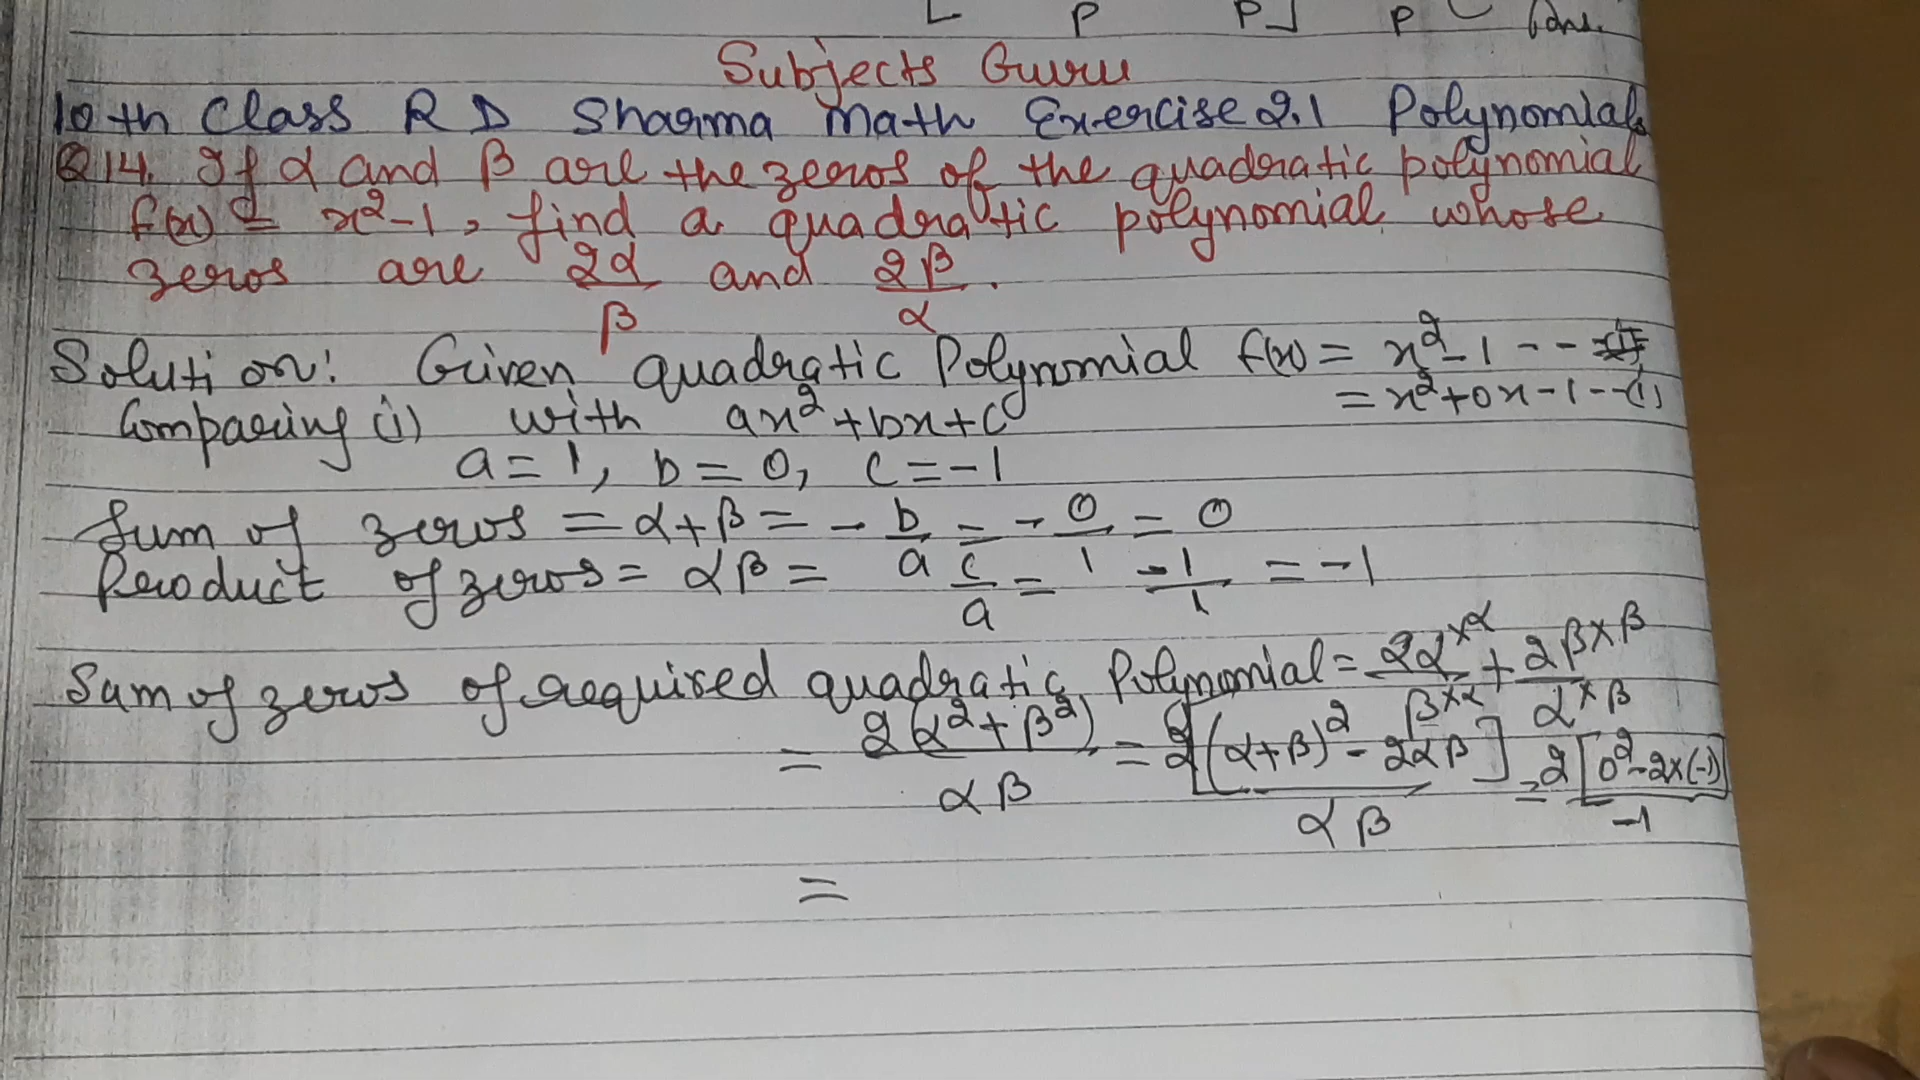 [ P P ] P Ans.
Subjects Guru
10th Class R D Sharma Math Exercise 2.1 Polynomials
Q14. If α and β are the zeros of the quadratic polynomial
f(x) = x²-1, find a quadratic polynomial whose
zeros are 2α/β and 2β/α.
Solution: Given quadratic Polynomial f(x) = x²-1 ---
= x²+0x-1--(i)
Comparing (i) with ax²+bx+c
a=1, b=0, c=-1
Sum of zeros = α+β = -b/a = -0/1 = 0
Product of zeros = αβ = c/a = -1/1 = -1
Sum of zeros of required quadratic Polynomial = 2α×α/β×α + 2β×β/α×β
= 2(α²+β²)/αβ = 2[(α+β)²-2αβ]/αβ = 2[0²-2×(-1)]/-1
=